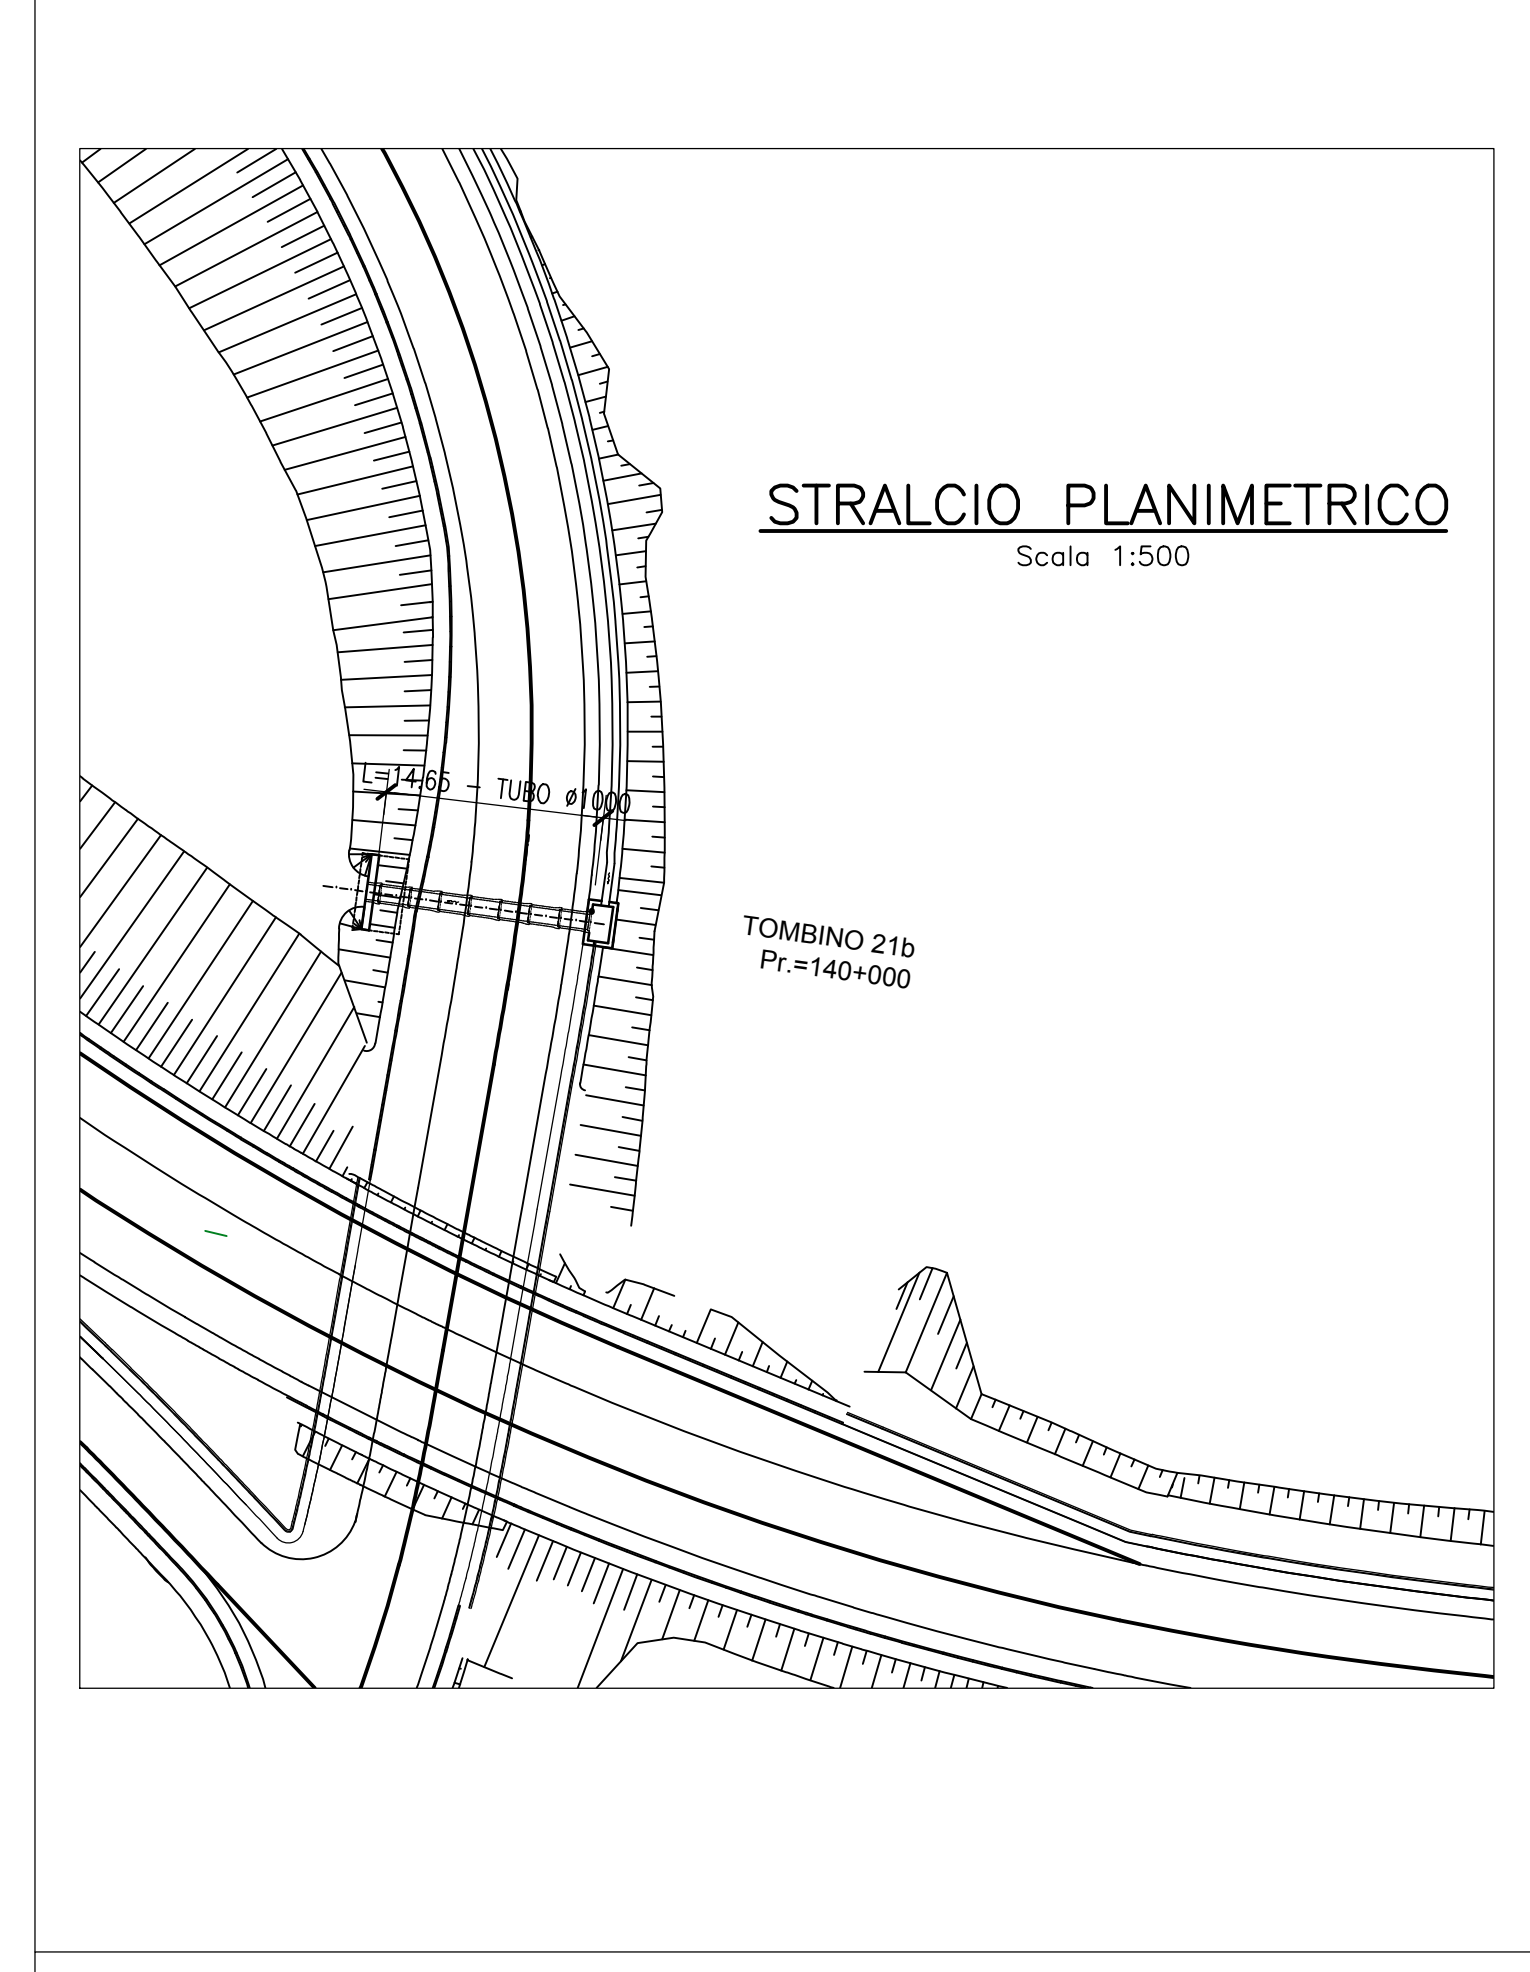 STRALCIO PLANIMETRICO
Scala 1:500
L=14.65 - TUBO ø1000
TOMBINO 21b
Pr.=140+000